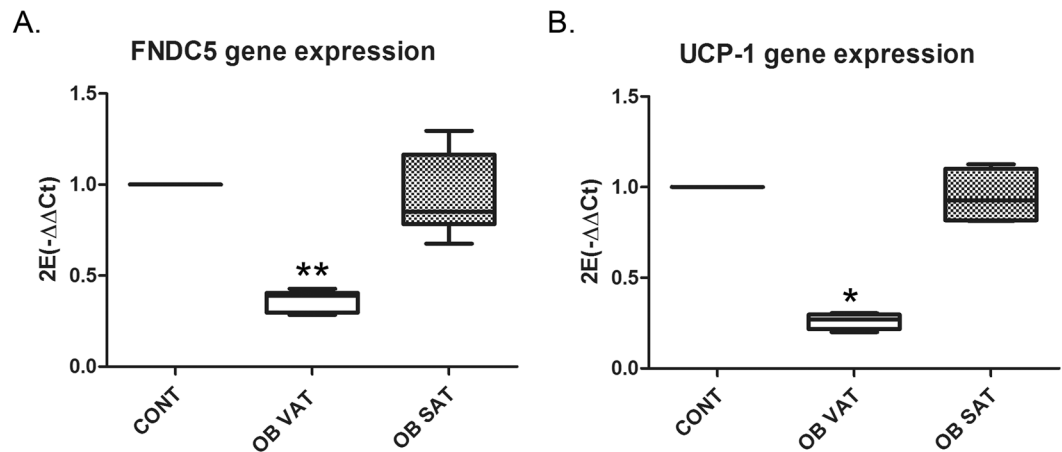 A.
FNDC5 gene expression
2E(-ΔΔCt)
1.5
1.0
0.5
0.0
**
CONT
OB VAT
OB SAT
B.
UCP-1 gene expression
2E(-ΔΔCt)
1.5
1.0
0.5
0.0
*
CONT
OB VAT
OB SAT